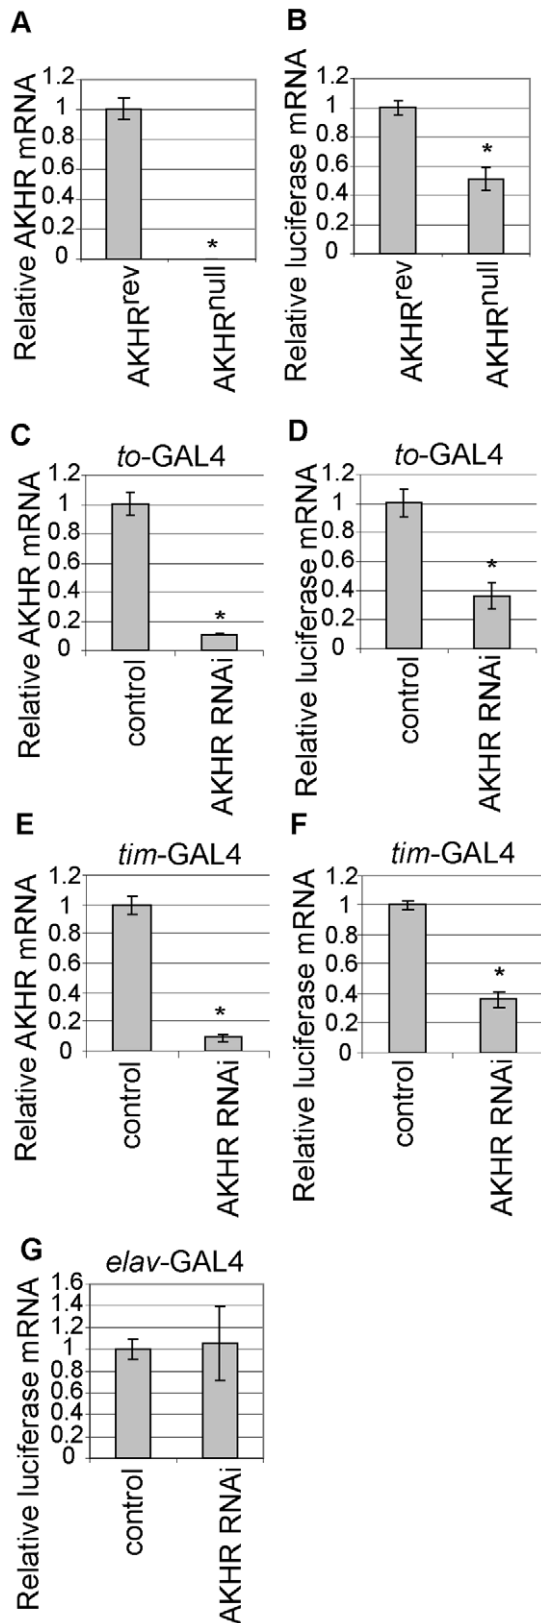 A
Relative AKHR mRNA
1.2
1
0.8
0.6
0.4
0.2
0
*
AKHRrev
AKHRnull
B
Relative luciferase mRNA
1.2
1
0.8
0.6
0.4
0.2
0
*
AKHRrev
AKHRnull
C
to-GAL4
Relative AKHR mRNA
1.2
1
0.8
0.6
0.4
0.2
0
*
control
AKHR RNAi
D
to-GAL4
Relative luciferase mRNA
1.2
1
0.8
0.6
0.4
0.2
0
*
control
AKHR RNAi
E
tim-GAL4
Relative AKHR mRNA
1.2
1
0.8
0.6
0.4
0.2
0
*
control
AKHR RNAi
F
tim-GAL4
Relative luciferase mRNA
1.2
1
0.8
0.6
0.4
0.2
0
*
control
AKHR RNAi
G
elav-GAL4
Relative luciferase mRNA
1.6
1.4
1.2
1
0.8
0.6
0.4
0.2
0
control
AKHR RNAi